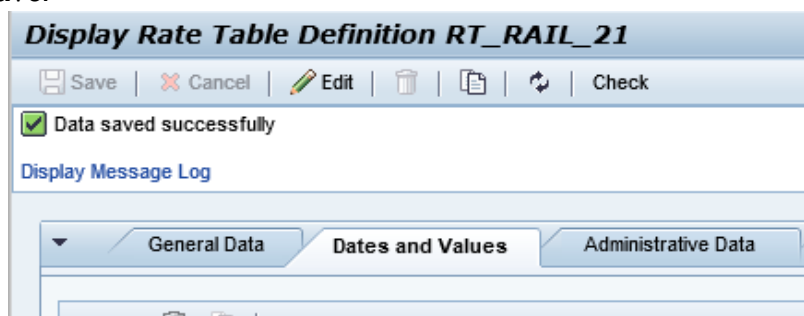 Display Rate Table Definition RT_RAIL_21
Save | Cancel | Edit | | | | Check
Data saved successfully
Display Message Log
General Data Dates and Values Administrative Data